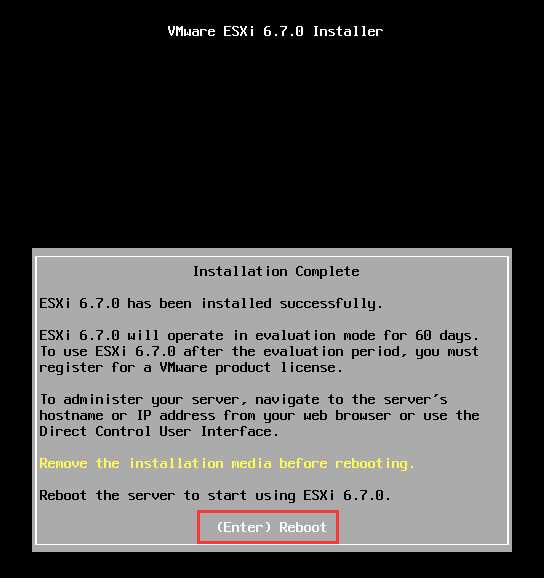 VMware ESXi 6.7.0 Installer
Installation Complete
ESXi 6.7.0 has been installed successfully.
ESXi 6.7.0 will operate in evaluation mode for 60 days.
To use ESXi 6.7.0 after the evaluation period, you must
register for a VMware product license.
To administer your server, navigate to the server's
hostname or IP address from your web browser or use the
Direct Control User Interface.
Remove the installation media before rebooting.
Reboot the server to start using ESXi 6.7.0.
(Enter) Reboot